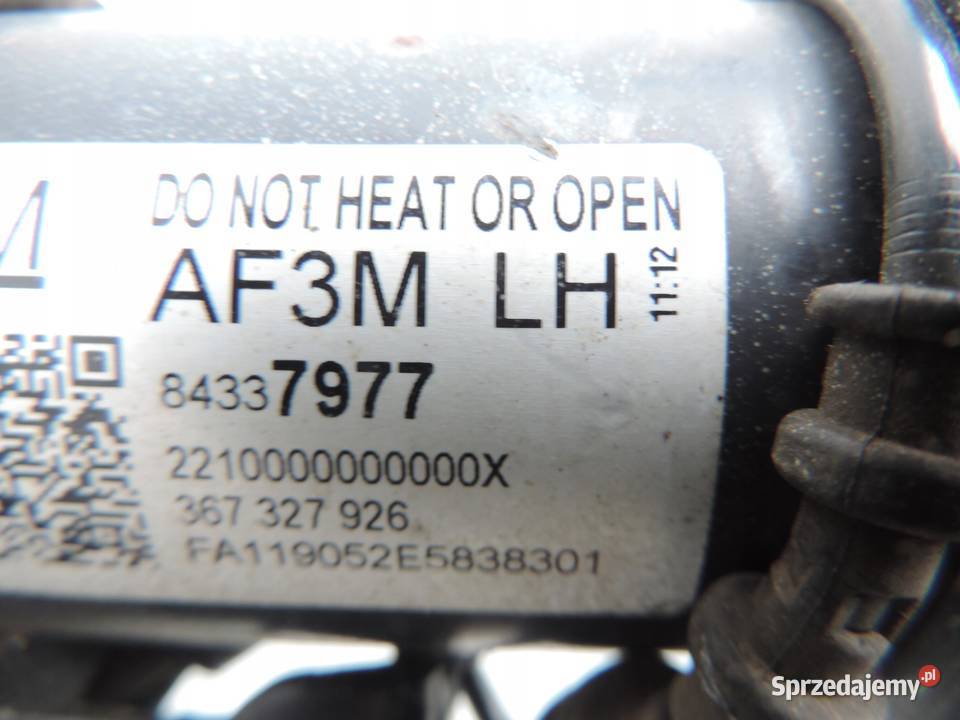 M
DO NOT HEAT OR OPEN
AF3M LH
11:12
84337977
2210000000000X
367 327 926
FA119052E5838301
Sprzedajemy.pl